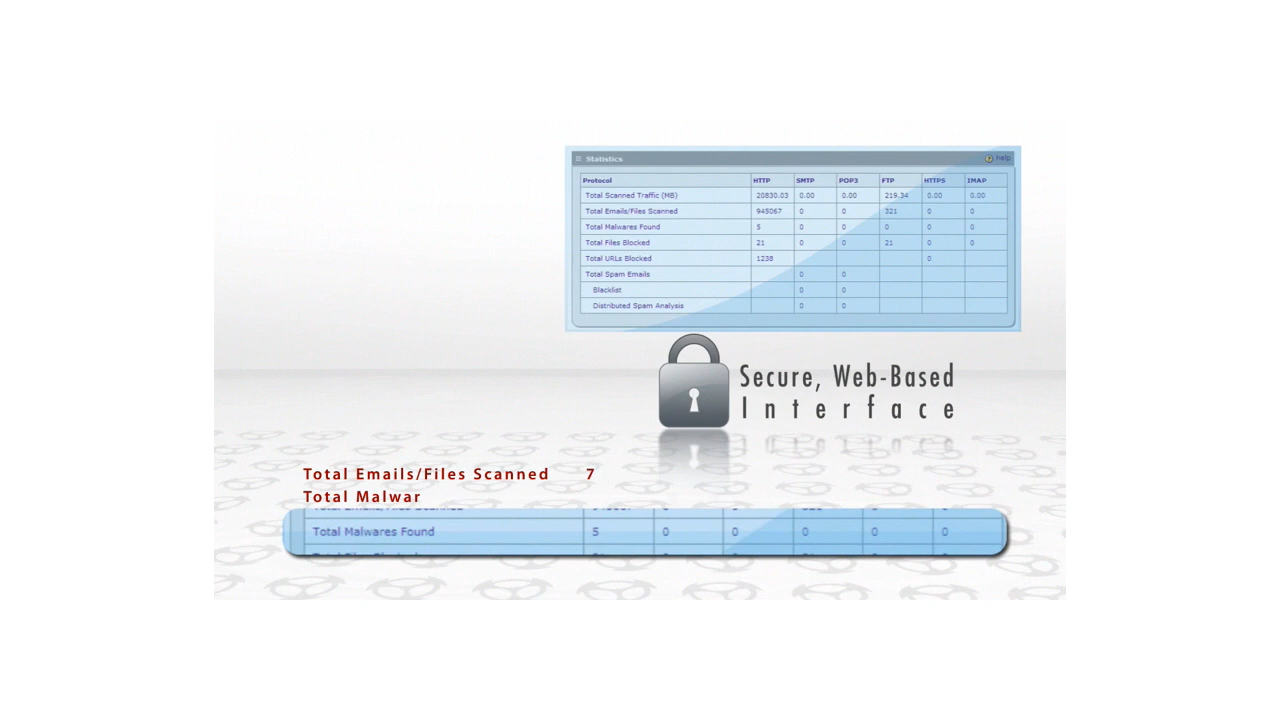 Statistics Help
Protocol HTTP SMTP POP3 FTP HTTPS IMAP
Total Scanned Traffic (MB) 20830.03 0.00 0.00 219.34 0.00 0.00
Total Emails/Files Scanned 945067 0 0 321 0 0
Total Malwares Found 5 0 0 0 0 0
Total Files Blocked 21 0 0 21 0 0
Total URLs Blocked 1238 0
Total Spam Emails 0 0
Blacklist 0 0
Distributed Spam Analysis 0 0
Secure, Web-Based
Interface
Total Emails/Files Scanned 7
Total Malwar
Total Malwares Found 5 0 0 0 0 0